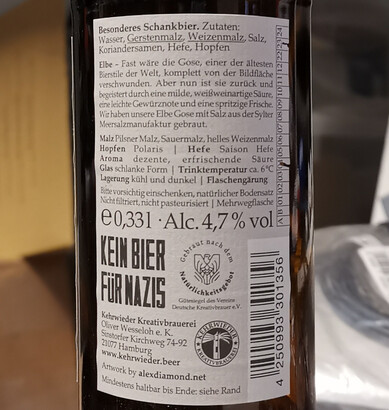 Besonderes Schankbier. Zutaten:
Wasser, Gerstenmalz, Weizenmalz, Salz,
Koriandersamen, Hefe, Hopfen
Elbe - Fast wäre die Gose, einer der ältesten
Bierstile der Welt, komplett von der Bildfläche
verschwunden. Aber nun ist sie zurück und
begeistert durch eine milde, weißweinartige Säure,
eine leichte Gewürznote und eine spritzige Frische.
Wir haben unsere Elbe Gose mit Salz aus der Sylter
Meersalzmanufaktur gebraut.
Malz Pilsner Malz, Sauermalz, helles Weizenmalz
Hopfen Polaris | Hefe Saison Hefe
Aroma dezente, erfrischende Säure
Glas schlanke Form | Trinktemperatur ca. 6°C
Lagerung kühl und dunkel | Flaschengärung
Bitte vorsichtig einschenken, natürlicher Bodensatz
Nicht filtriert, nicht pasteurisiert | Mehrwegflasche
e 0,33l · Alc. 4,7% vol
KEIN BIER
FÜR NAZIS
Gebraut nach dem
Natürlichkeitsgebot
Gütesiegel des Vereins
Deutsche Kreativbrauer e.V.
Kehrwieder Kreativbrauerei
Oliver Wesseloh e. K.
Sinstorfer Kirchweg 74-92
21077 Hamburg
www.kehrwieder.beer
KEHRWIEDER
KREATIVBRAUEREI
Artwork by alexdiamond.net
Mindestens haltbar bis Ende: siehe Rand
4 250993 301356